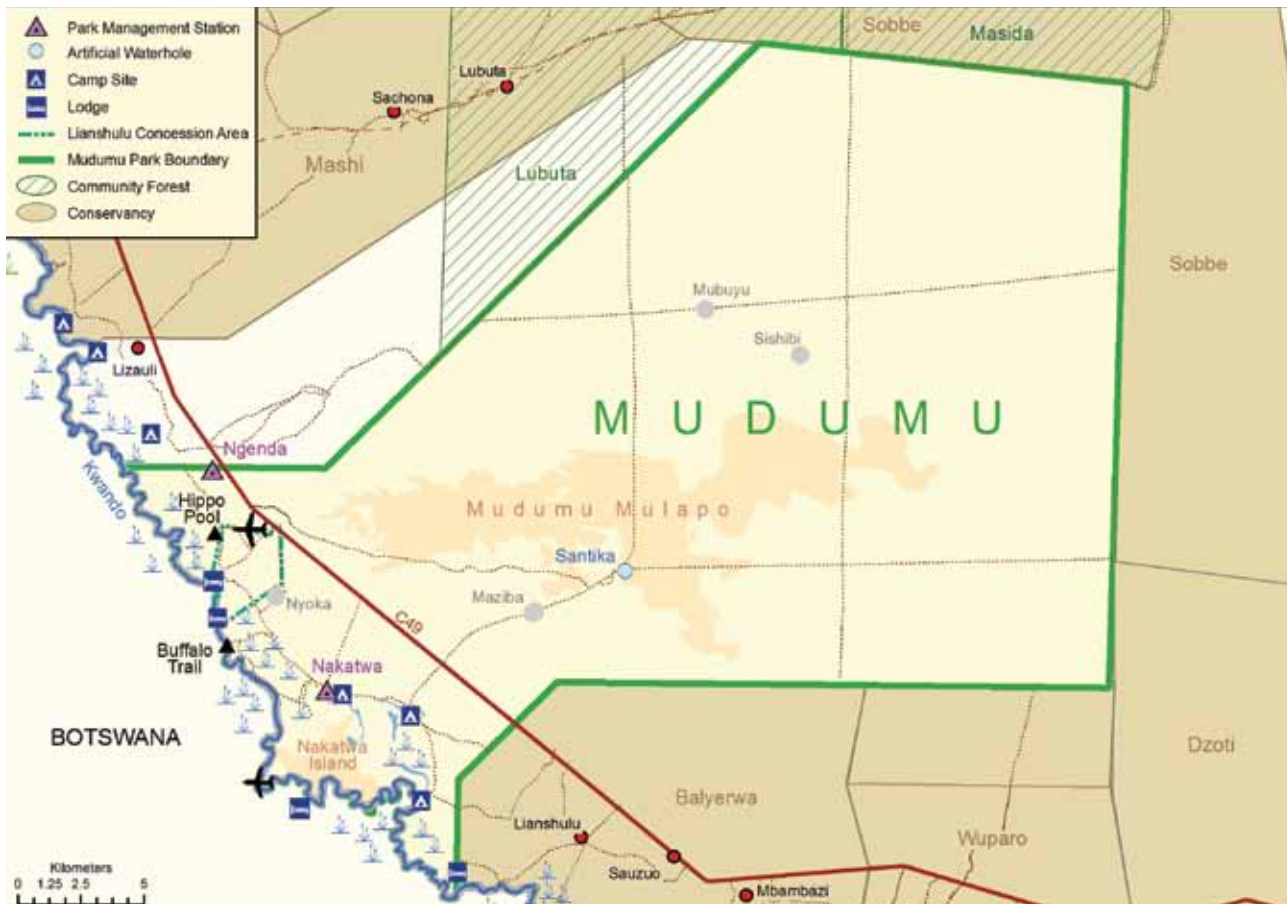 Park Management Station
Artificial Waterhole
Camp Site
Lodge
Lianshulu Concession Area
Mudumu Park Boundary
Community Forest
Conservancy
Sobbe
Masida
Lubuta
Sachona
Mashi
Lubuta
Sobbe
Mubuyu
Sishibi
Lizauli
MUDUMU
Ngenda
Kwando
Hippo
Pool
Mudumu Mulapo
Santika
Nyoka
Maziba
C49
Buffalo
Trail
Nakatwa
BOTSWANA
Nakatwa
Island
Dzoti
Balyerwa
Lianshulu
Wuparo
Sauzuo
Mbambazi
Kilometers
0 1.25 2.5 5